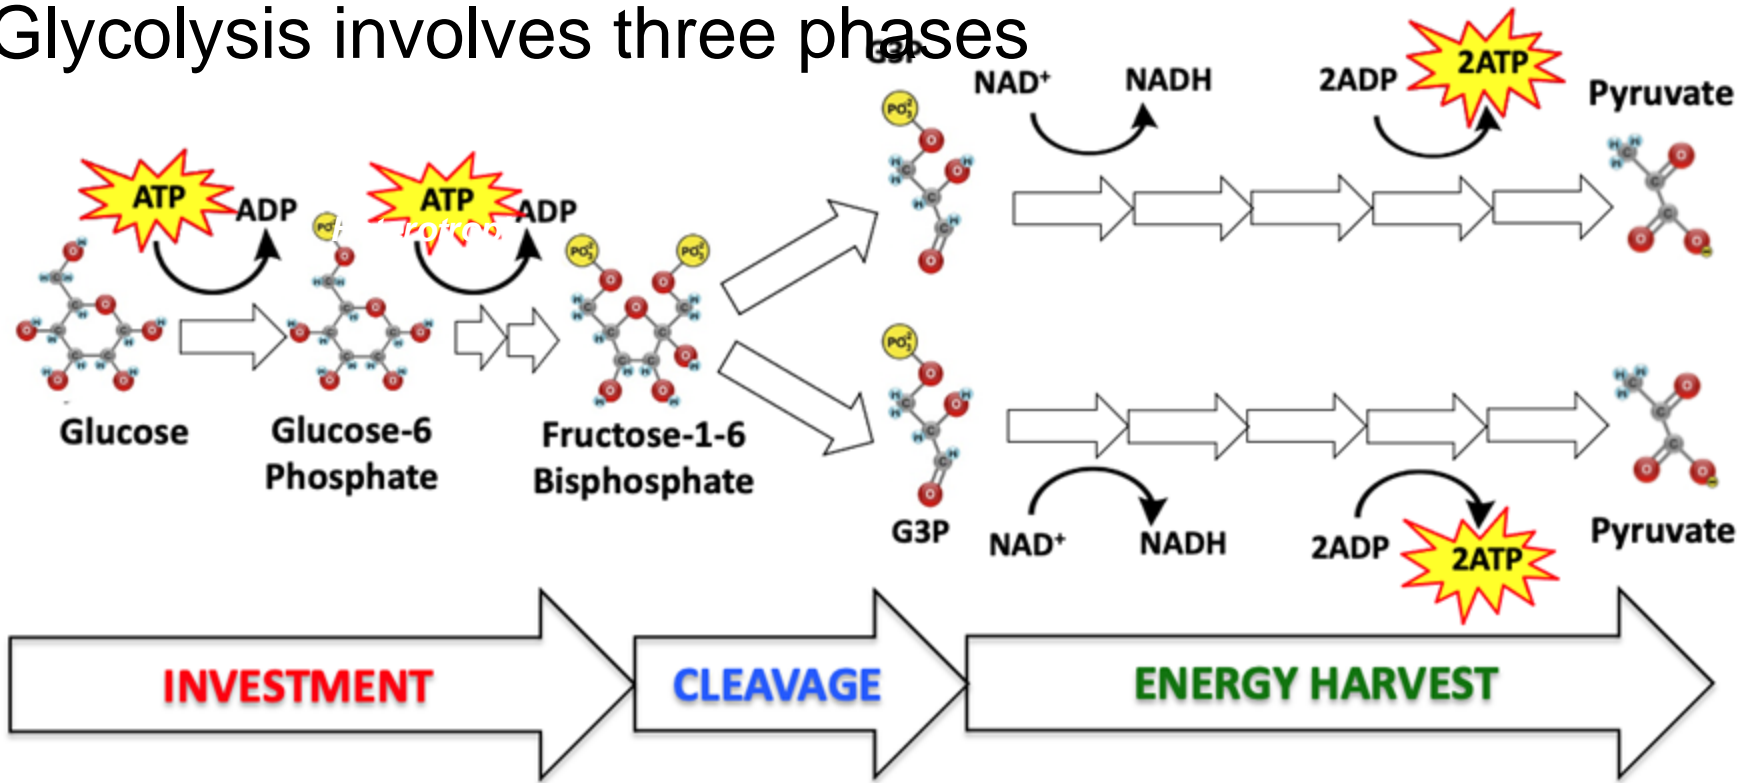 Glycolysis involves three phases
G3P
NAD⁺
NADH
2ADP
2ATP
Pyruvate
ATP
ADP
ATP
ADP
Glucose
Glucose-6
Phosphate
Fructose-1-6
Bisphosphate
G3P
NAD⁺
NADH
2ADP
2ATP
Pyruvate
INVESTMENT
CLEAVAGE
ENERGY HARVEST